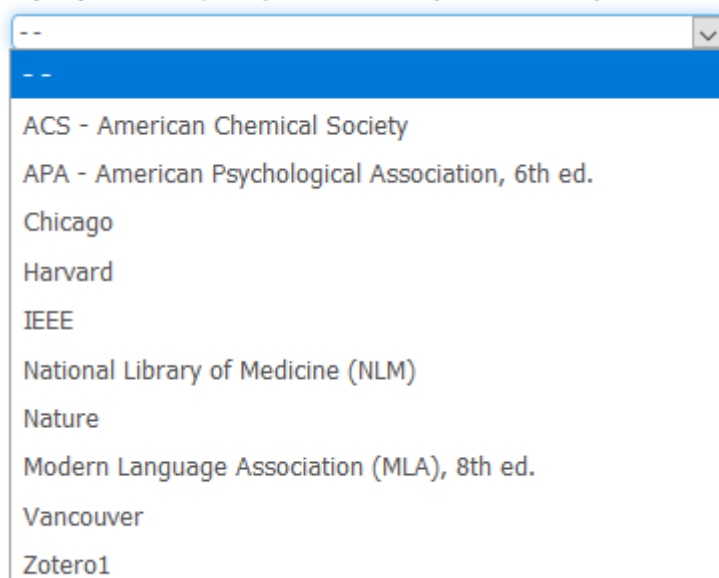 --
--
ACS - American Chemical Society
APA - American Psychological Association, 6th ed.
Chicago
Harvard
IEEE
National Library of Medicine (NLM)
Nature
Modern Language Association (MLA), 8th ed.
Vancouver
Zotero1